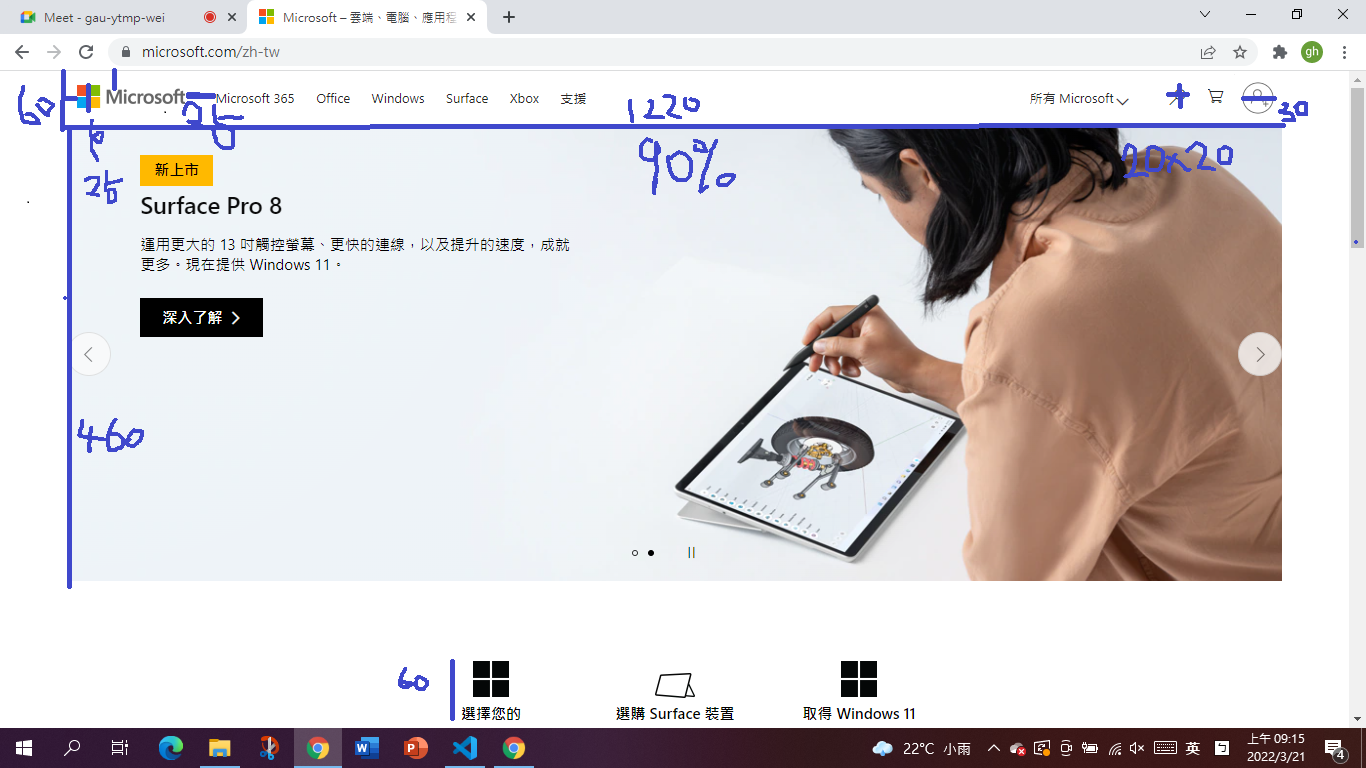 Meet - gau-ytmp-wei
Microsoft – 雲端、電腦、應用程
microsoft.com/zh-tw
gh
Microsoft
Microsoft 365 Office Windows Surface Xbox 支援
所有 Microsoft
60
25
1220
30
90%
20x20
6
25
新上市
Surface Pro 8
運用更大的 13 吋觸控螢幕、更快的連線，以及提升的速度，成就
更多。現在提供 Windows 11。
深入了解
460
60
選擇您的
選購 Surface 裝置
取得 Windows 11
22°C 小雨
英
上午 09:15
2022/3/21
4